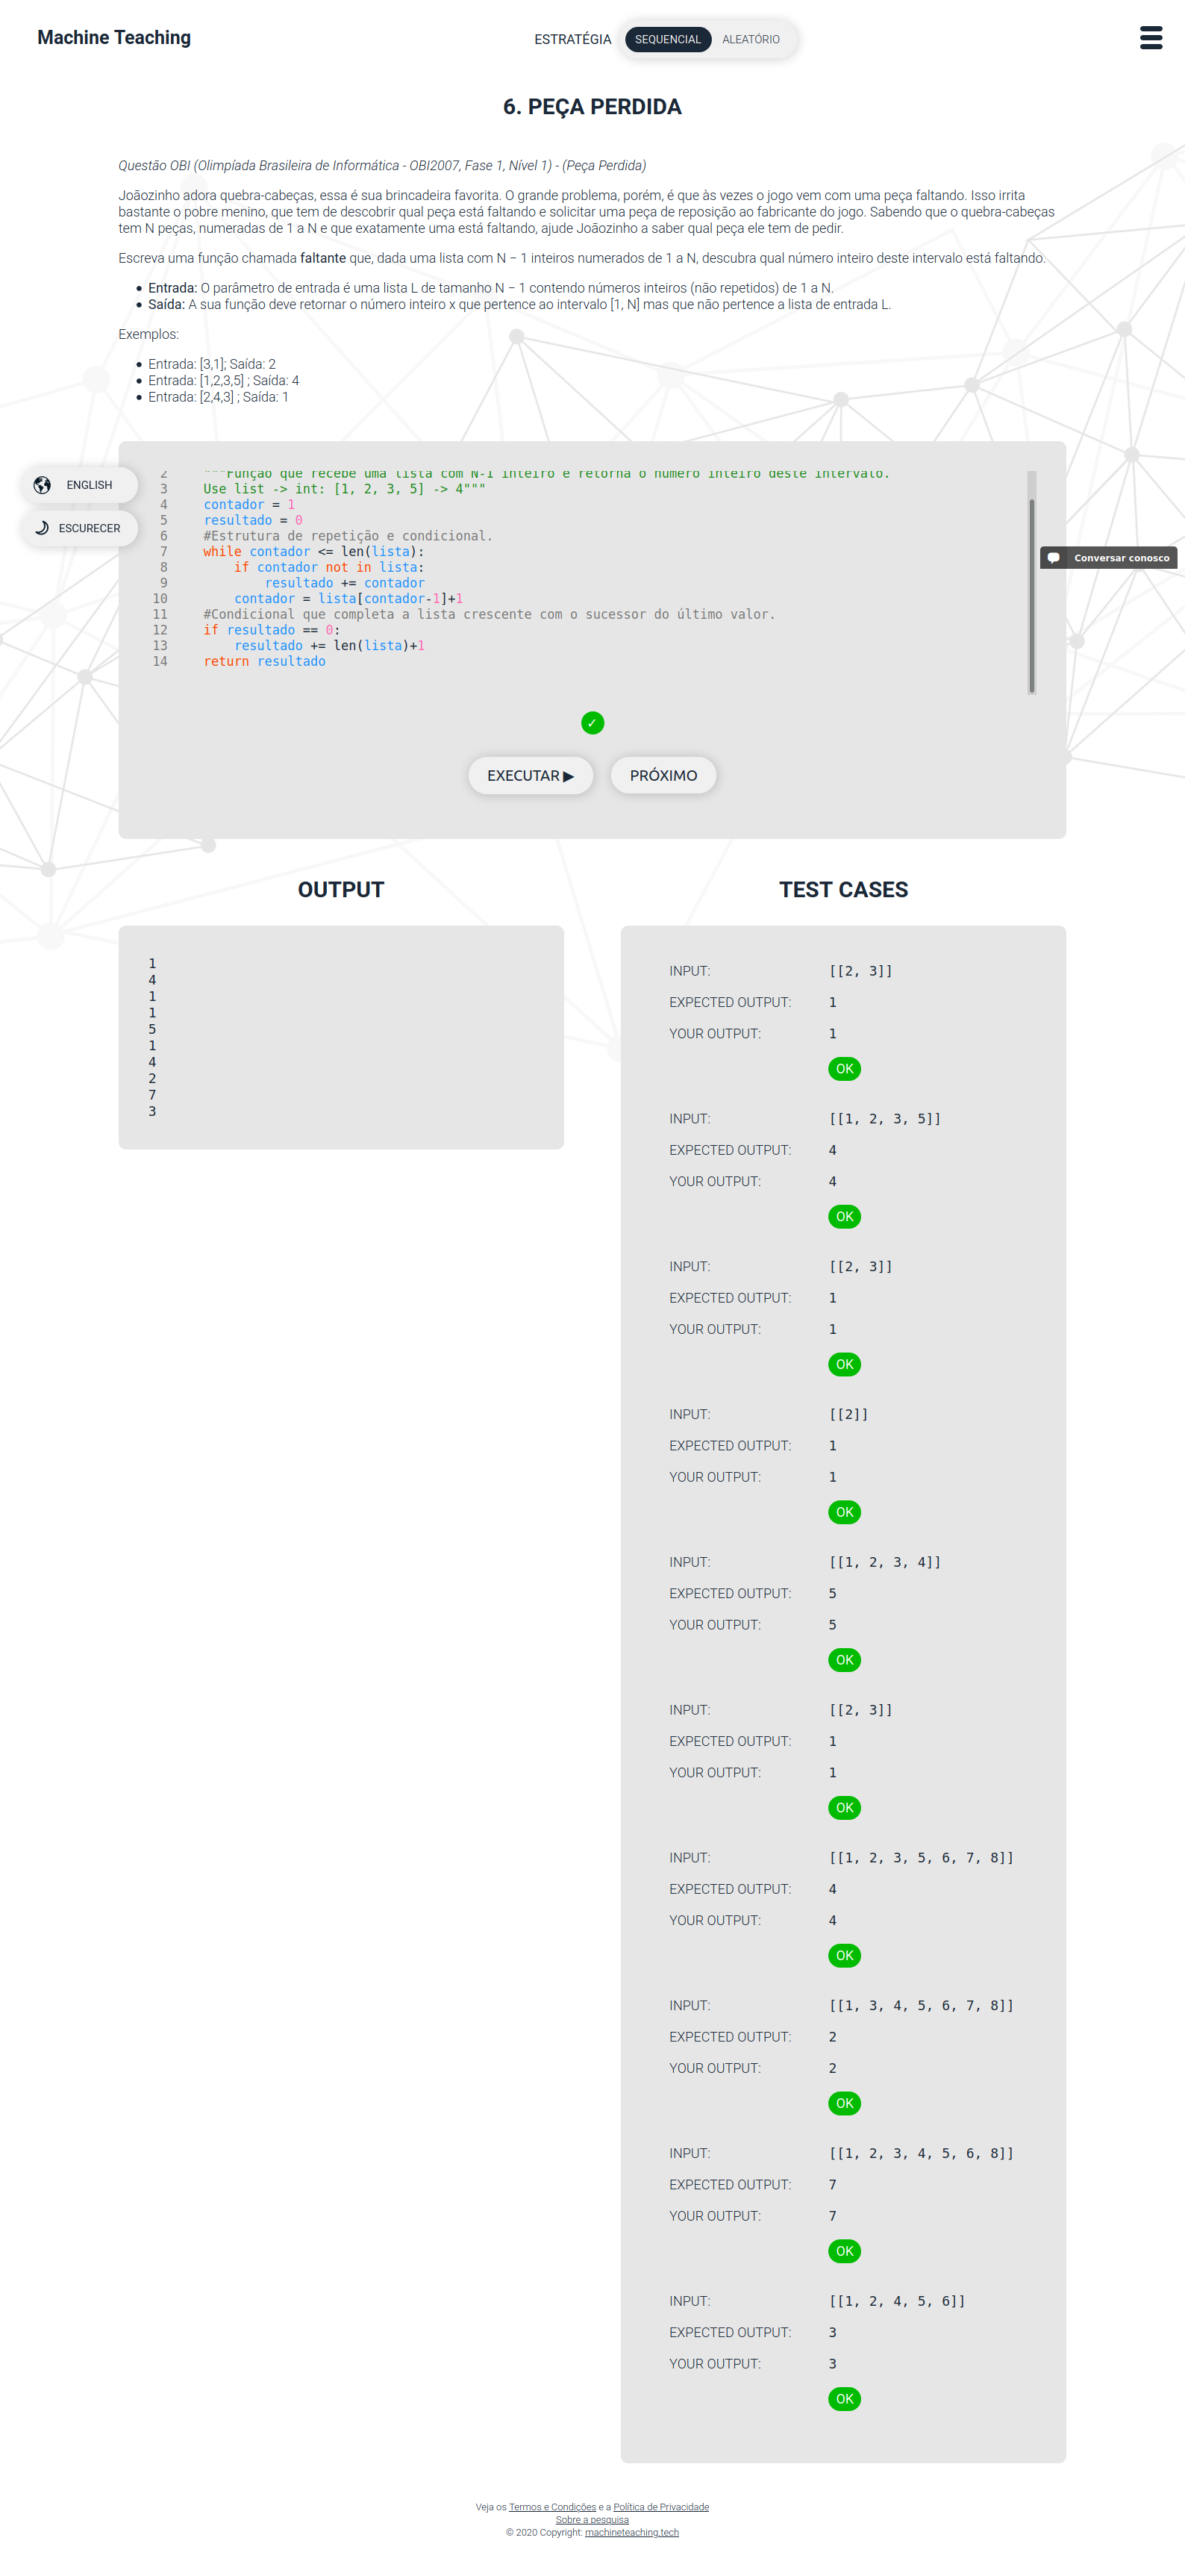 Machine Teaching
ESTRATÉGIA SEQUENCIAL ALEATÓRIO
6. PEÇA PERDIDA
Questão OBI (Olimpíada Brasileira de Informática - OBI2007, Fase 1, Nível 1) - (Peça Perdida)
Joãozinho adora quebra-cabeças, essa é sua brincadeira favorita. O grande problema, porém, é que às vezes o jogo vem com uma peça faltando. Isso irrita
bastante o pobre menino, que tem de descobrir qual peça está faltando e solicitar uma peça de reposição ao fabricante do jogo. Sabendo que o quebra-cabeças
tem N peças, numeradas de 1 a N e que exatamente uma está faltando, ajude Joãozinho a saber qual peça ele tem de pedir.
Escreva uma função chamada faltante que, dada uma lista com N − 1 inteiros numerados de 1 a N, descubra qual número inteiro deste intervalo está faltando.
Entrada: O parâmetro de entrada é uma lista L de tamanho N − 1 contendo números inteiros (não repetidos) de 1 a N.
Saída: A sua função deve retornar o número inteiro x que pertence ao intervalo [1, N] mas que não pertence a lista de entrada L.
Exemplos:
Entrada: [3,1]; Saída: 2
Entrada: [1,2,3,5] ; Saída: 4
Entrada: [2,4,3] ; Saída: 1
ENGLISH
ESCURECER
2 """Função que recebe uma lista com N-1 inteiro e retorna o número inteiro deste intervalo.
3 Use list -> int: [1, 2, 3, 5] -> 4"""
4 contador = 1
5 resultado = 0
6 #Estrutura de repetição e condicional.
7 while contador <= len(lista):
8 if contador not in lista:
9 resultado += contador
10 contador = lista[contador-1]+1
11 #Condicional que completa a lista crescente com o sucessor do último valor.
12 if resultado == 0:
13 resultado += len(lista)+1
14 return resultado
Conversar conosco
✓
EXECUTAR ▶ PRÓXIMO
OUTPUT
1
4
1
1
5
1
4
2
7
3
TEST CASES
INPUT: [[2, 3]]
EXPECTED OUTPUT: 1
YOUR OUTPUT: 1
OK
INPUT: [[1, 2, 3, 5]]
EXPECTED OUTPUT: 4
YOUR OUTPUT: 4
OK
INPUT: [[2, 3]]
EXPECTED OUTPUT: 1
YOUR OUTPUT: 1
OK
INPUT: [[2]]
EXPECTED OUTPUT: 1
YOUR OUTPUT: 1
OK
INPUT: [[1, 2, 3, 4]]
EXPECTED OUTPUT: 5
YOUR OUTPUT: 5
OK
INPUT: [[2, 3]]
EXPECTED OUTPUT: 1
YOUR OUTPUT: 1
OK
INPUT: [[1, 2, 3, 5, 6, 7, 8]]
EXPECTED OUTPUT: 4
YOUR OUTPUT: 4
OK
INPUT: [[1, 3, 4, 5, 6, 7, 8]]
EXPECTED OUTPUT: 2
YOUR OUTPUT: 2
OK
INPUT: [[1, 2, 3, 4, 5, 6, 8]]
EXPECTED OUTPUT: 7
YOUR OUTPUT: 7
OK
INPUT: [[1, 2, 4, 5, 6]]
EXPECTED OUTPUT: 3
YOUR OUTPUT: 3
OK
Veja os Termos e Condições e a Política de Privacidade
Sobre a pesquisa
© 2020 Copyright: machineteaching.tech